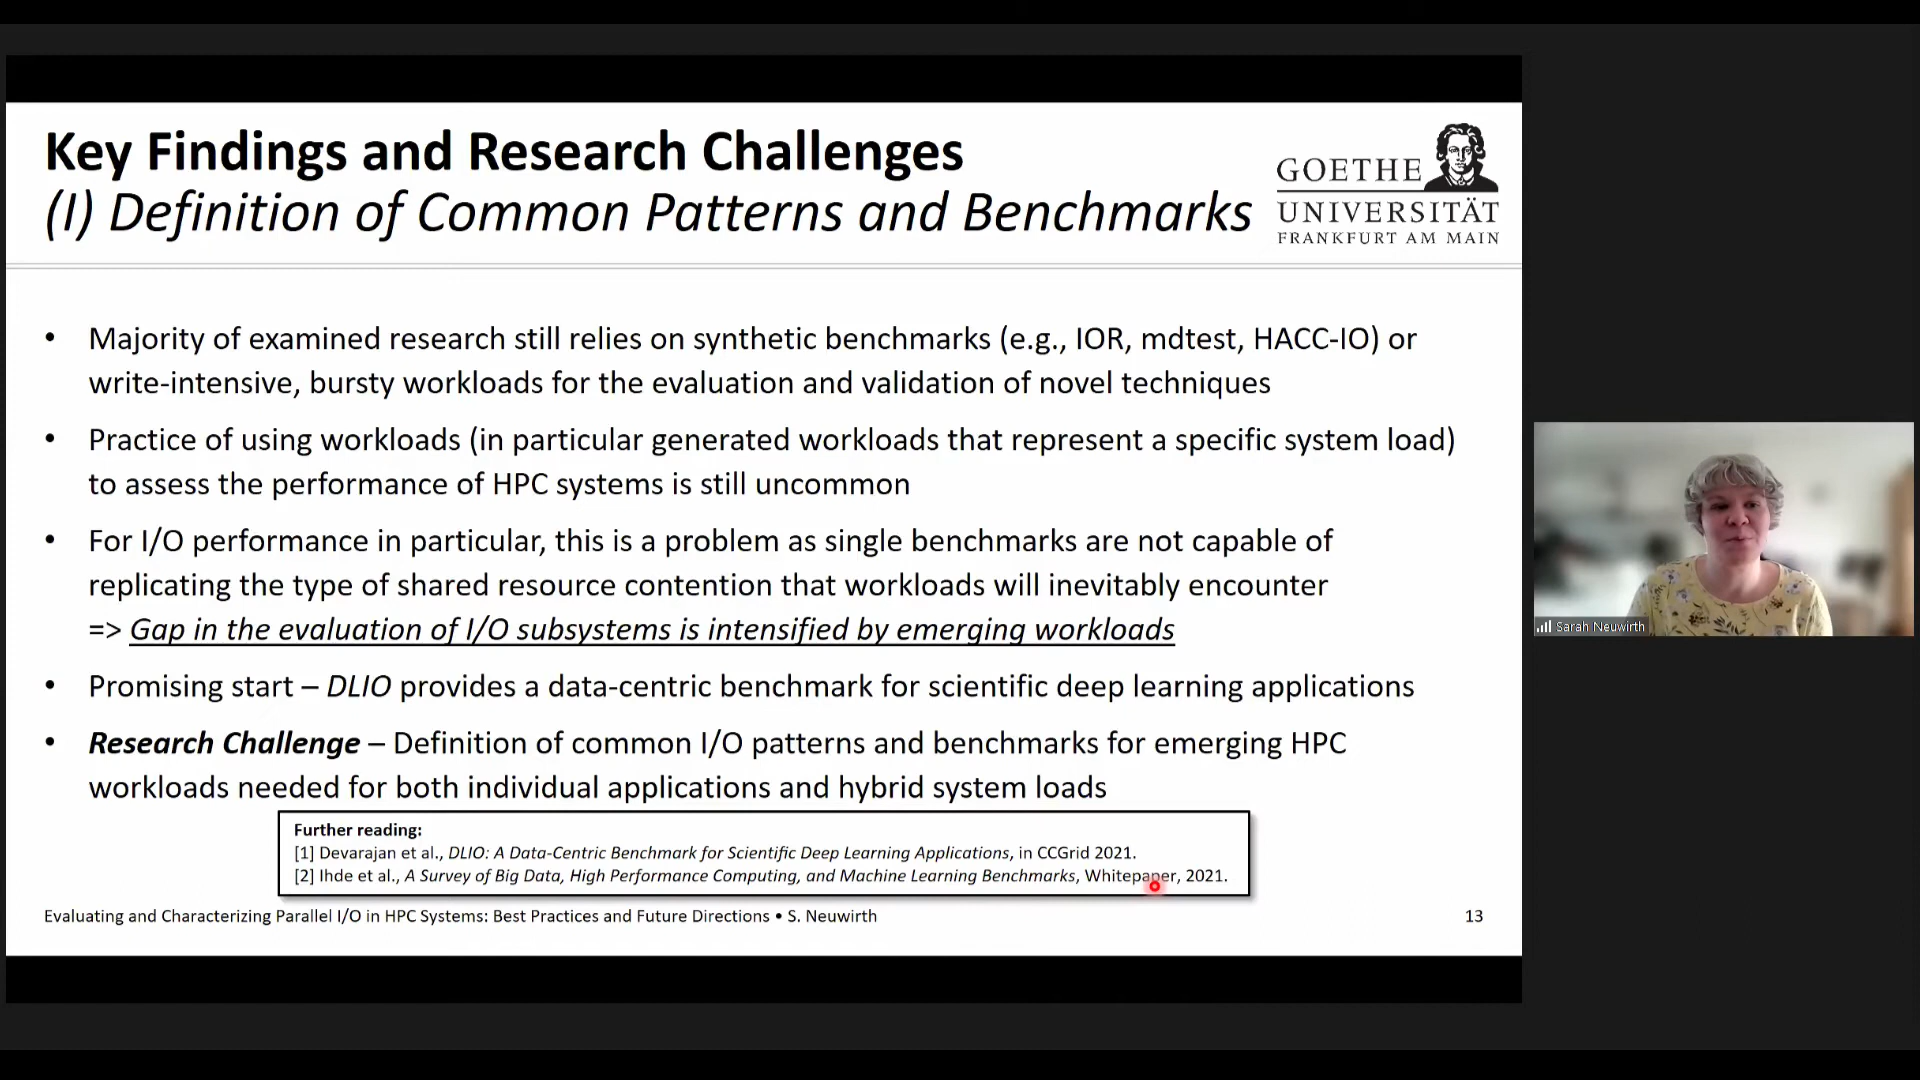 Key Findings and Research Challenges
(I) Definition of Common Patterns and Benchmarks
GOETHE
UNIVERSITÄT
FRANKFURT AM MAIN
• Majority of examined research still relies on synthetic benchmarks (e.g., IOR, mdtest, HACC-IO) or
write-intensive, bursty workloads for the evaluation and validation of novel techniques
• Practice of using workloads (in particular generated workloads that represent a specific system load)
to assess the performance of HPC systems is still uncommon
• For I/O performance in particular, this is a problem as single benchmarks are not capable of
replicating the type of shared resource contention that workloads will inevitably encounter
=> Gap in the evaluation of I/O subsystems is intensified by emerging workloads
• Promising start – DLIO provides a data-centric benchmark for scientific deep learning applications
• Research Challenge – Definition of common I/O patterns and benchmarks for emerging HPC
workloads needed for both individual applications and hybrid system loads
Further reading:
[1] Devarajan et al., DLIO: A Data-Centric Benchmark for Scientific Deep Learning Applications, in CCGrid 2021.
[2] Ihde et al., A Survey of Big Data, High Performance Computing, and Machine Learning Benchmarks, Whitepaper, 2021.
Evaluating and Characterizing Parallel I/O in HPC Systems: Best Practices and Future Directions • S. Neuwirth
13
Sarah Neuwirth